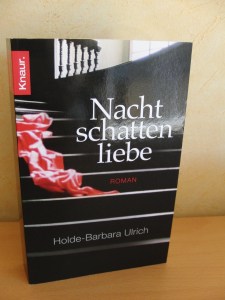 Knaur.
Nacht
schatten
liebe
ROMAN
Holde-Barbara Ulrich